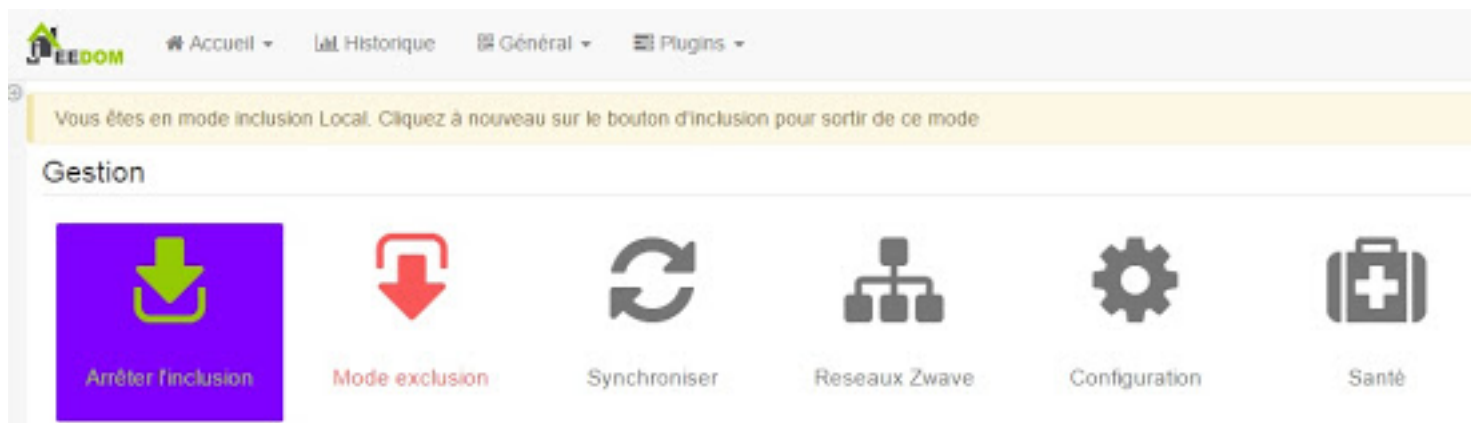 JEEDOM Accueil Historique Général Plugins
Vous êtes en mode inclusion Local. Cliquez à nouveau sur le bouton d'inclusion pour sortir de ce mode
Gestion
Arrêter l'inclusion Mode exclusion Synchroniser Reseaux Zwave Configuration Santé